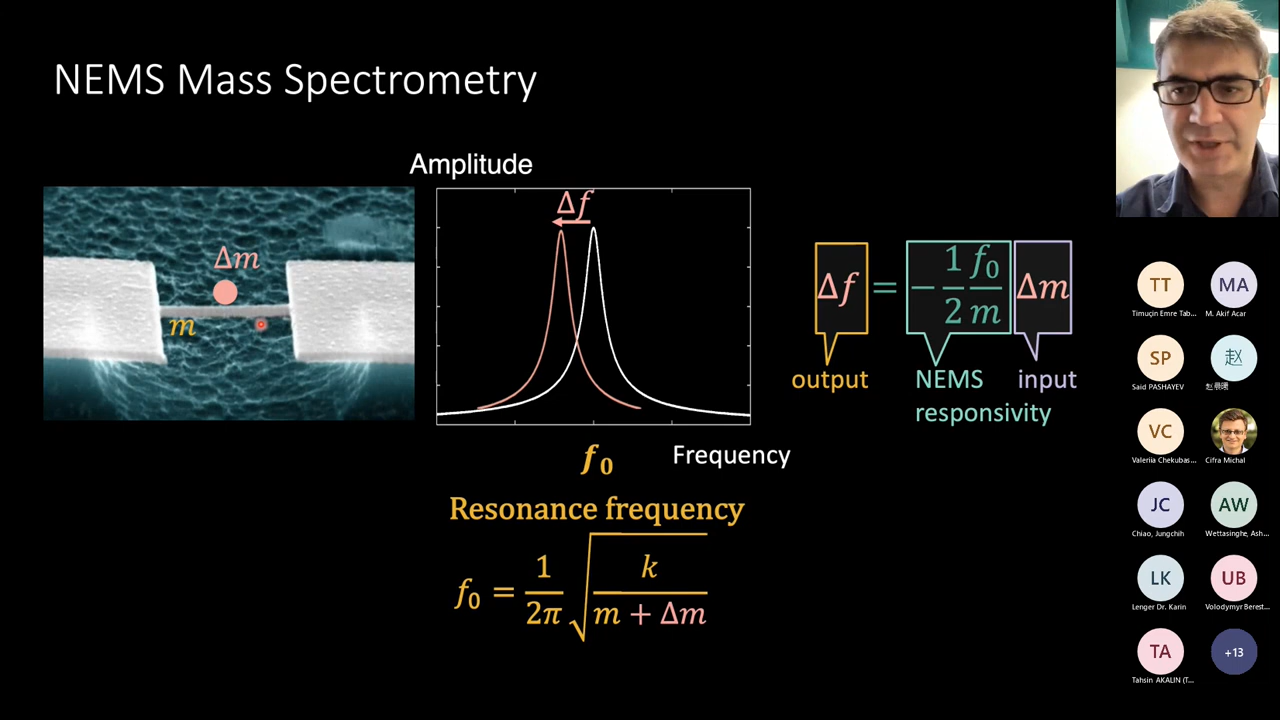 NEMS Mass Spectrometry
Amplitude
Δf
Δm
m
Δf = − 1/2 f₀/m Δm
output
NEMS responsivity
input
f₀
Frequency
Resonance frequency
f₀ = 1/2π √(k/(m + Δm))
TT
MA
Timuçin Emre Tab...
M. Akif Acar
SP
赵
Said PASHAYEV
VC
Valeriia Chekubas...
Cifra Michal
JC
AW
Chiao, Jungchih
Wettasinghe, Ash...
LK
UB
Lenger Dr. Karin
Volodymyr Berest...
TA
+13
Tahsin AKALIN (T...